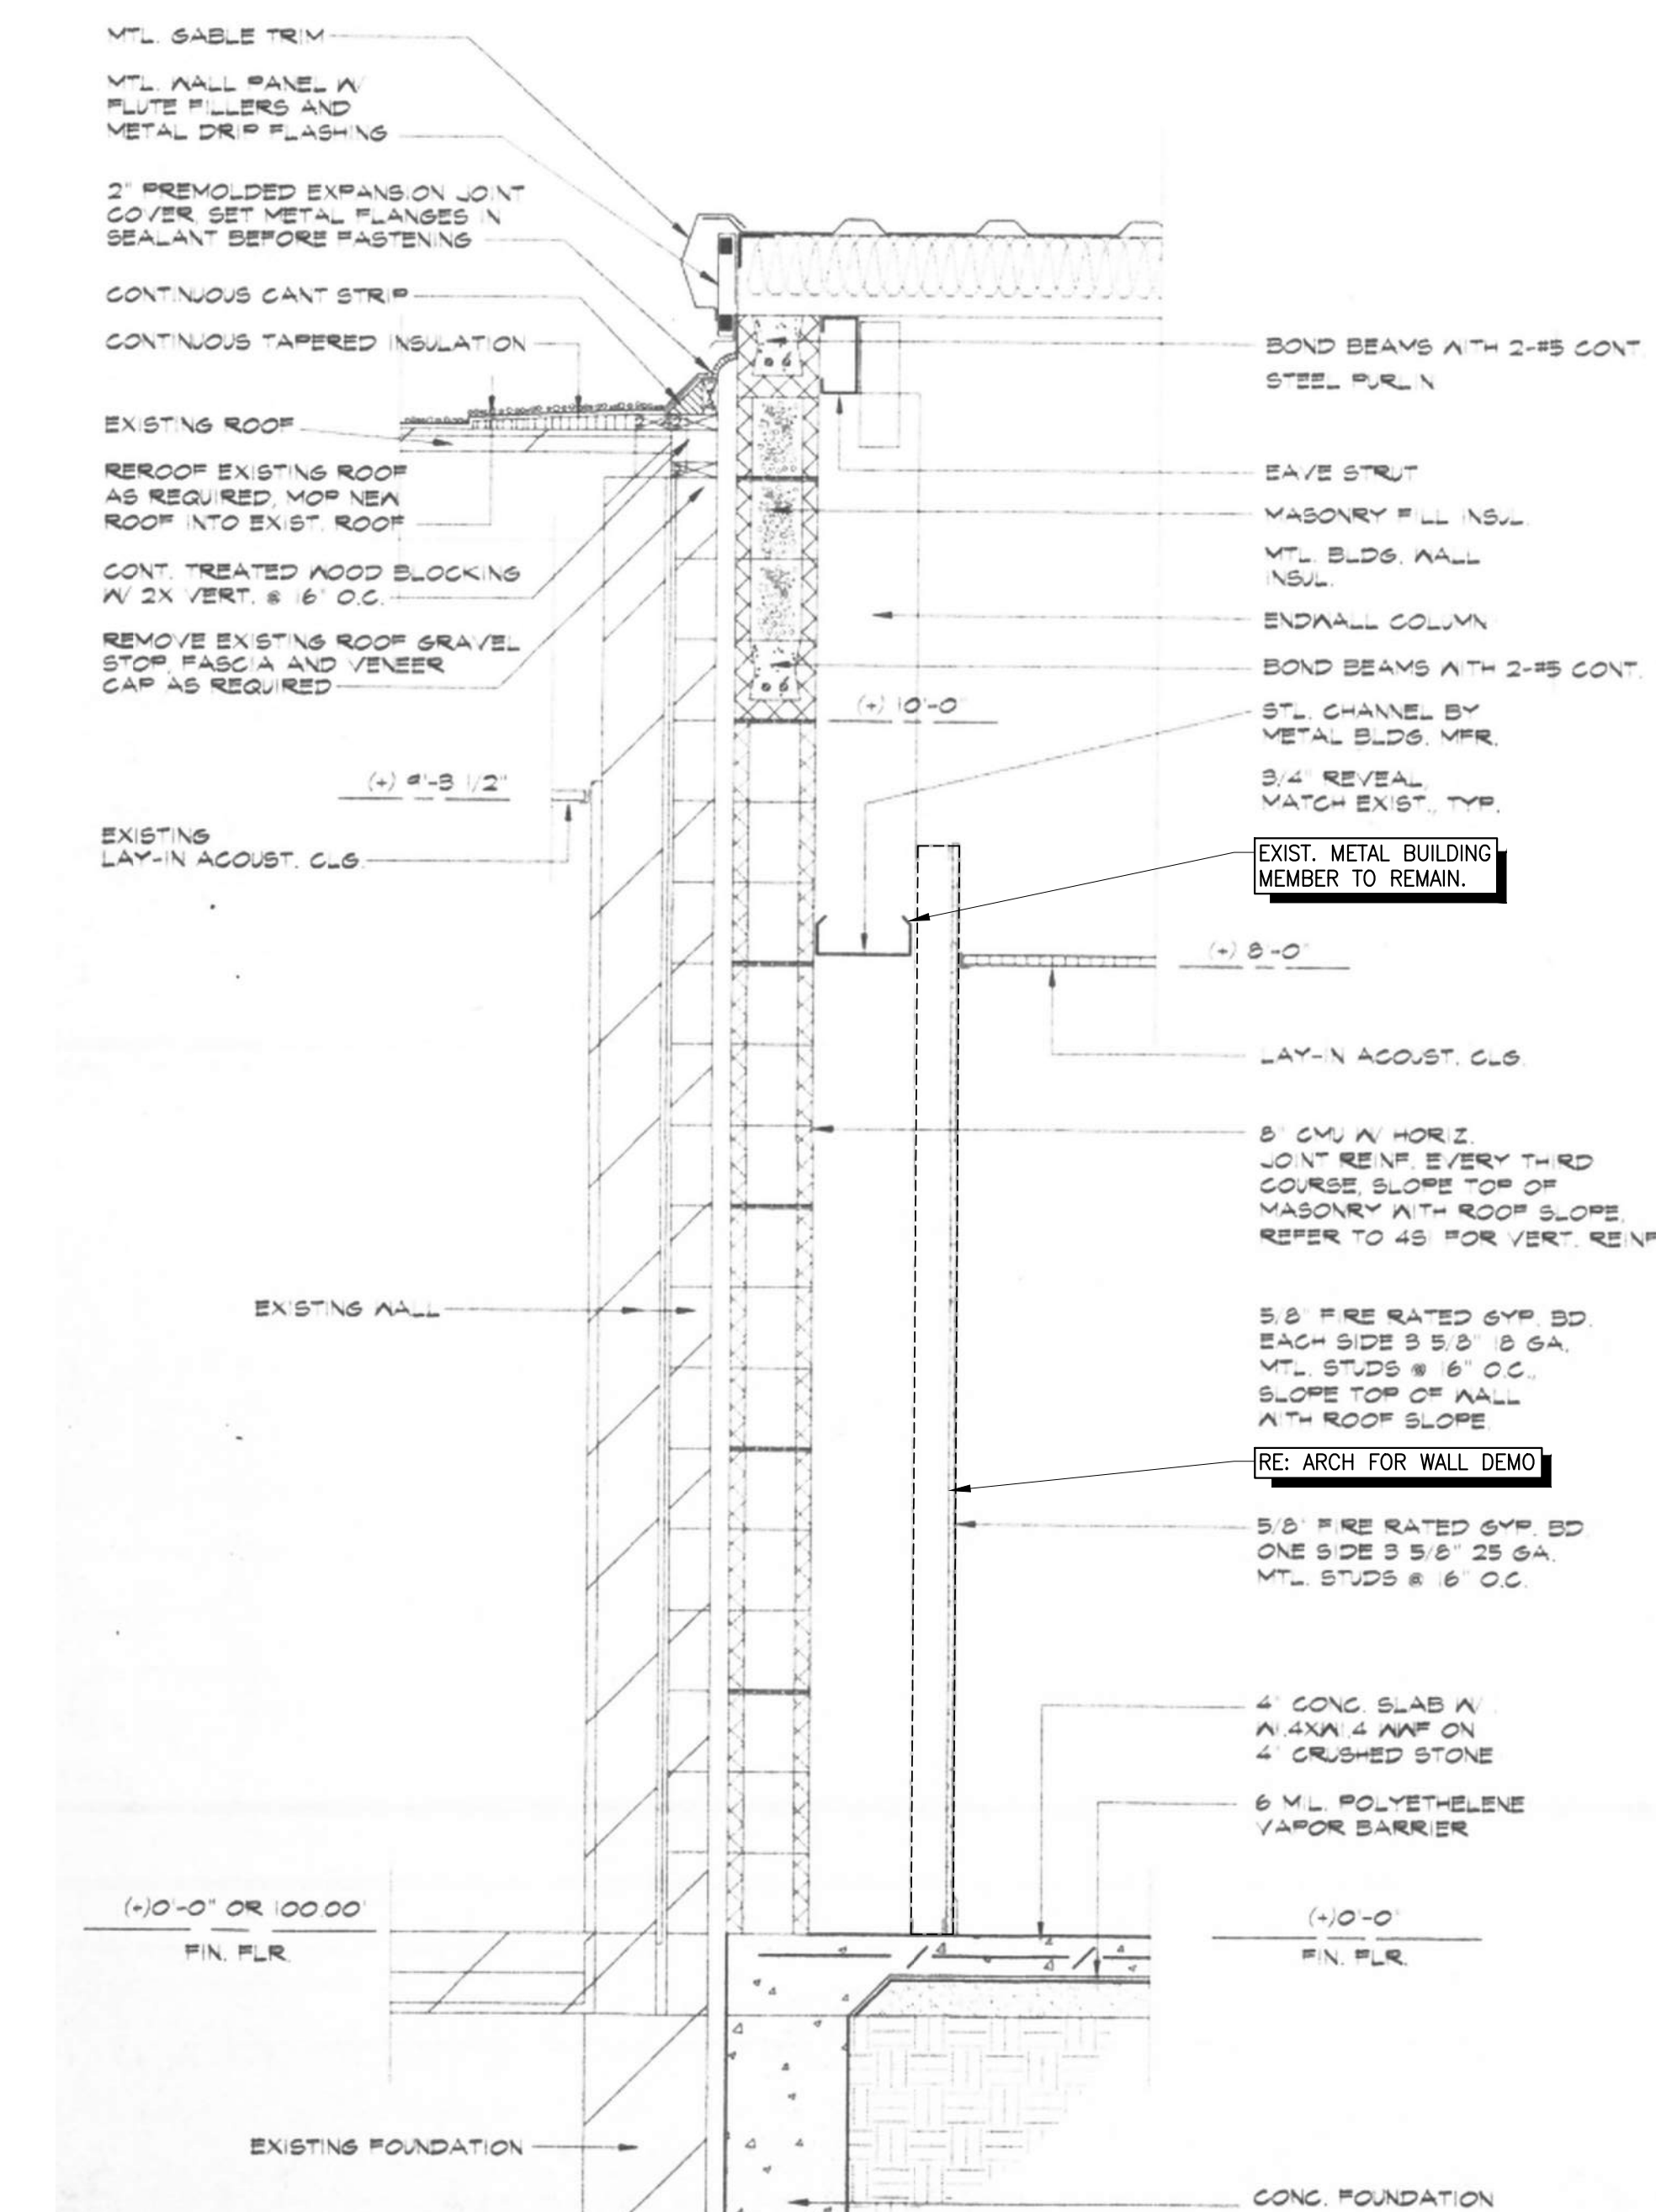 MTL. GABLE TRIM
MTL. WALL PANEL W/
FLUTE FILLERS AND
METAL DRIP FLASHING
2" PREMOLDED EXPANSION JOINT
COVER, SET METAL FLANGES IN
SEALANT BEFORE FASTENING
CONTINUOUS CANT STRIP
CONTINUOUS TAPERED INSULATION
EXISTING ROOF
REROOF EXISTING ROOF
AS REQUIRED, MOP NEW
ROOF INTO EXIST. ROOF
CONT. TREATED WOOD BLOCKING
W/ 2X VERT. @ 16" O.C.
REMOVE EXISTING ROOF GRAVEL
STOP, FASCIA AND VENEER
CAP AS REQUIRED
(+) 9'-3 1/2"
EXISTING
LAY-IN ACOUST. CLG.
EXISTING WALL
(+)0'-0" OR 100.00'
FIN. FLR.
EXISTING FOUNDATION
BOND BEAMS WITH 2-#5 CONT.
STEEL PURLIN
EAVE STRUT
MASONRY FILL INSUL.
MTL. BLDG. WALL
INSUL.
ENDWALL COLUMN
BOND BEAMS WITH 2-#5 CONT.
(+) 10'-0"
STL. CHANNEL BY
METAL BLDG. MFR.
3/4" REVEAL,
MATCH EXIST., TYP.
EXIST. METAL BUILDING
MEMBER TO REMAIN.
(+) 8'-0"
LAY-IN ACOUST. CLG.
8" CMU W/ HORIZ.
JOINT REINF. EVERY THIRD
COURSE, SLOPE TOP OF
MASONRY WITH ROOF SLOPE,
REFER TO 4S1 FOR VERT. REINF
5/8" FIRE RATED GYP. BD.
EACH SIDE 3 5/8" 18 GA.
MTL. STUDS @ 16" O.C.,
SLOPE TOP OF WALL
WITH ROOF SLOPE.
RE: ARCH FOR WALL DEMO
5/8" FIRE RATED GYP. BD.
ONE SIDE 3 5/8" 25 GA.
MTL. STUDS @ 16" O.C.
4" CONC. SLAB W/
W1.4XW1.4 WWF ON
4" CRUSHED STONE
6 MIL. POLYETHELENE
VAPOR BARRIER
(+)0'-0"
FIN. FLR.
CONC. FOUNDATION